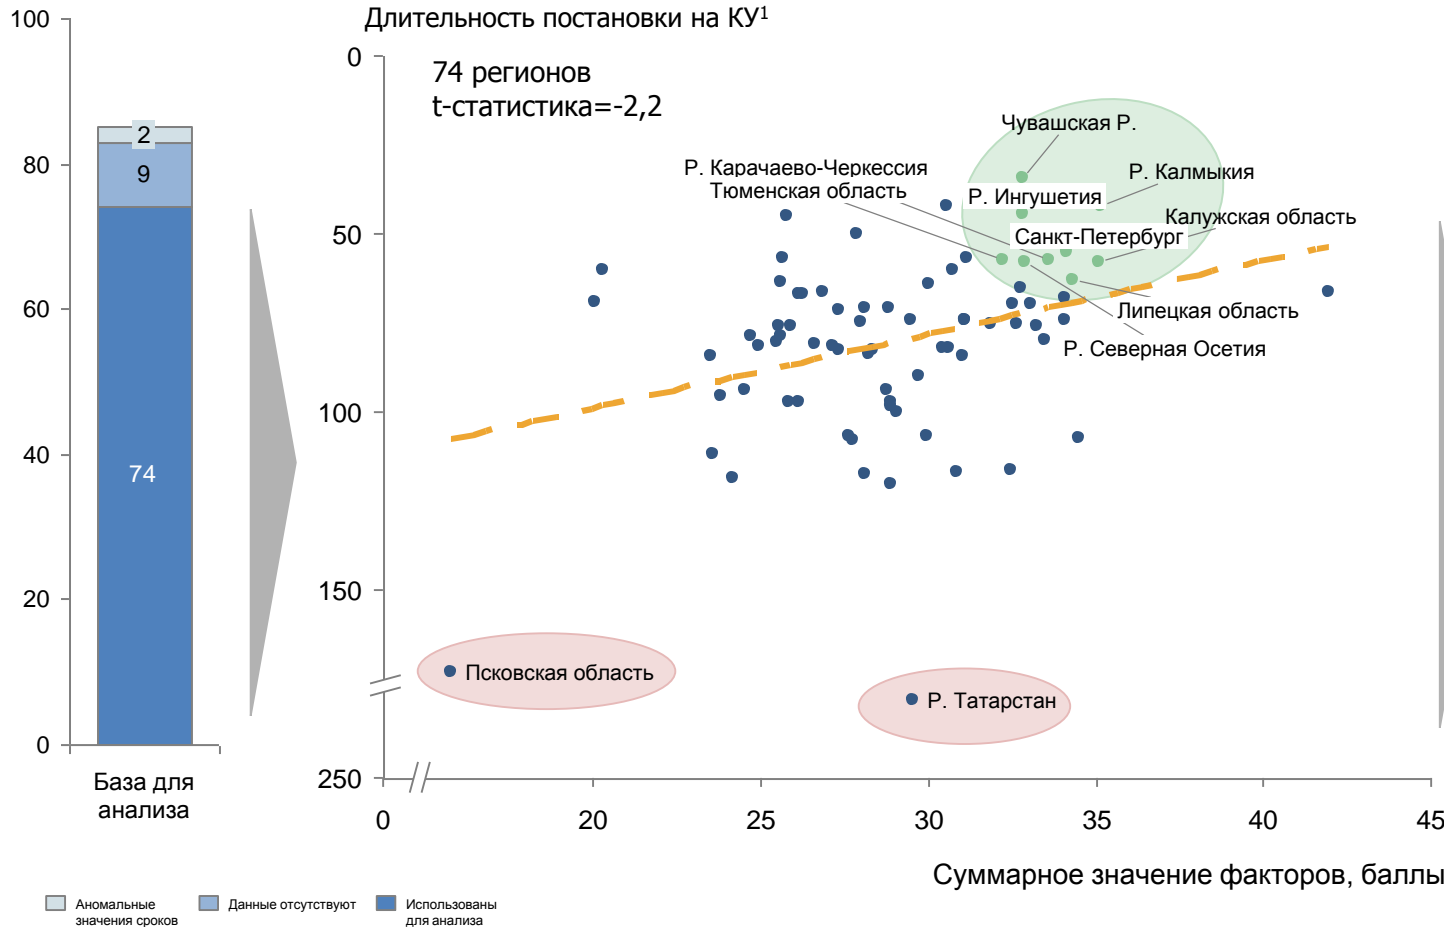 100
80
60
40
20
0
2
9
74
База для
анализа
Аномальные
значения сроков
Данные отсутствуют
Использованы
для анализа
Длительность постановки на КУ¹
74 регионов
t-статистика=-2,2
0
50
100
150
250
Чувашская Р.
Р. Карачаево-Черкессия
Тюменская область
Р. Ингушетия
Р. Калмыкия
Калужская область
Санкт-Петербург
Липецкая область
Р. Северная Осетия
Псковская область
Р. Татарстан
0
20
25
30
35
40
45
Суммарное значение факторов, баллы